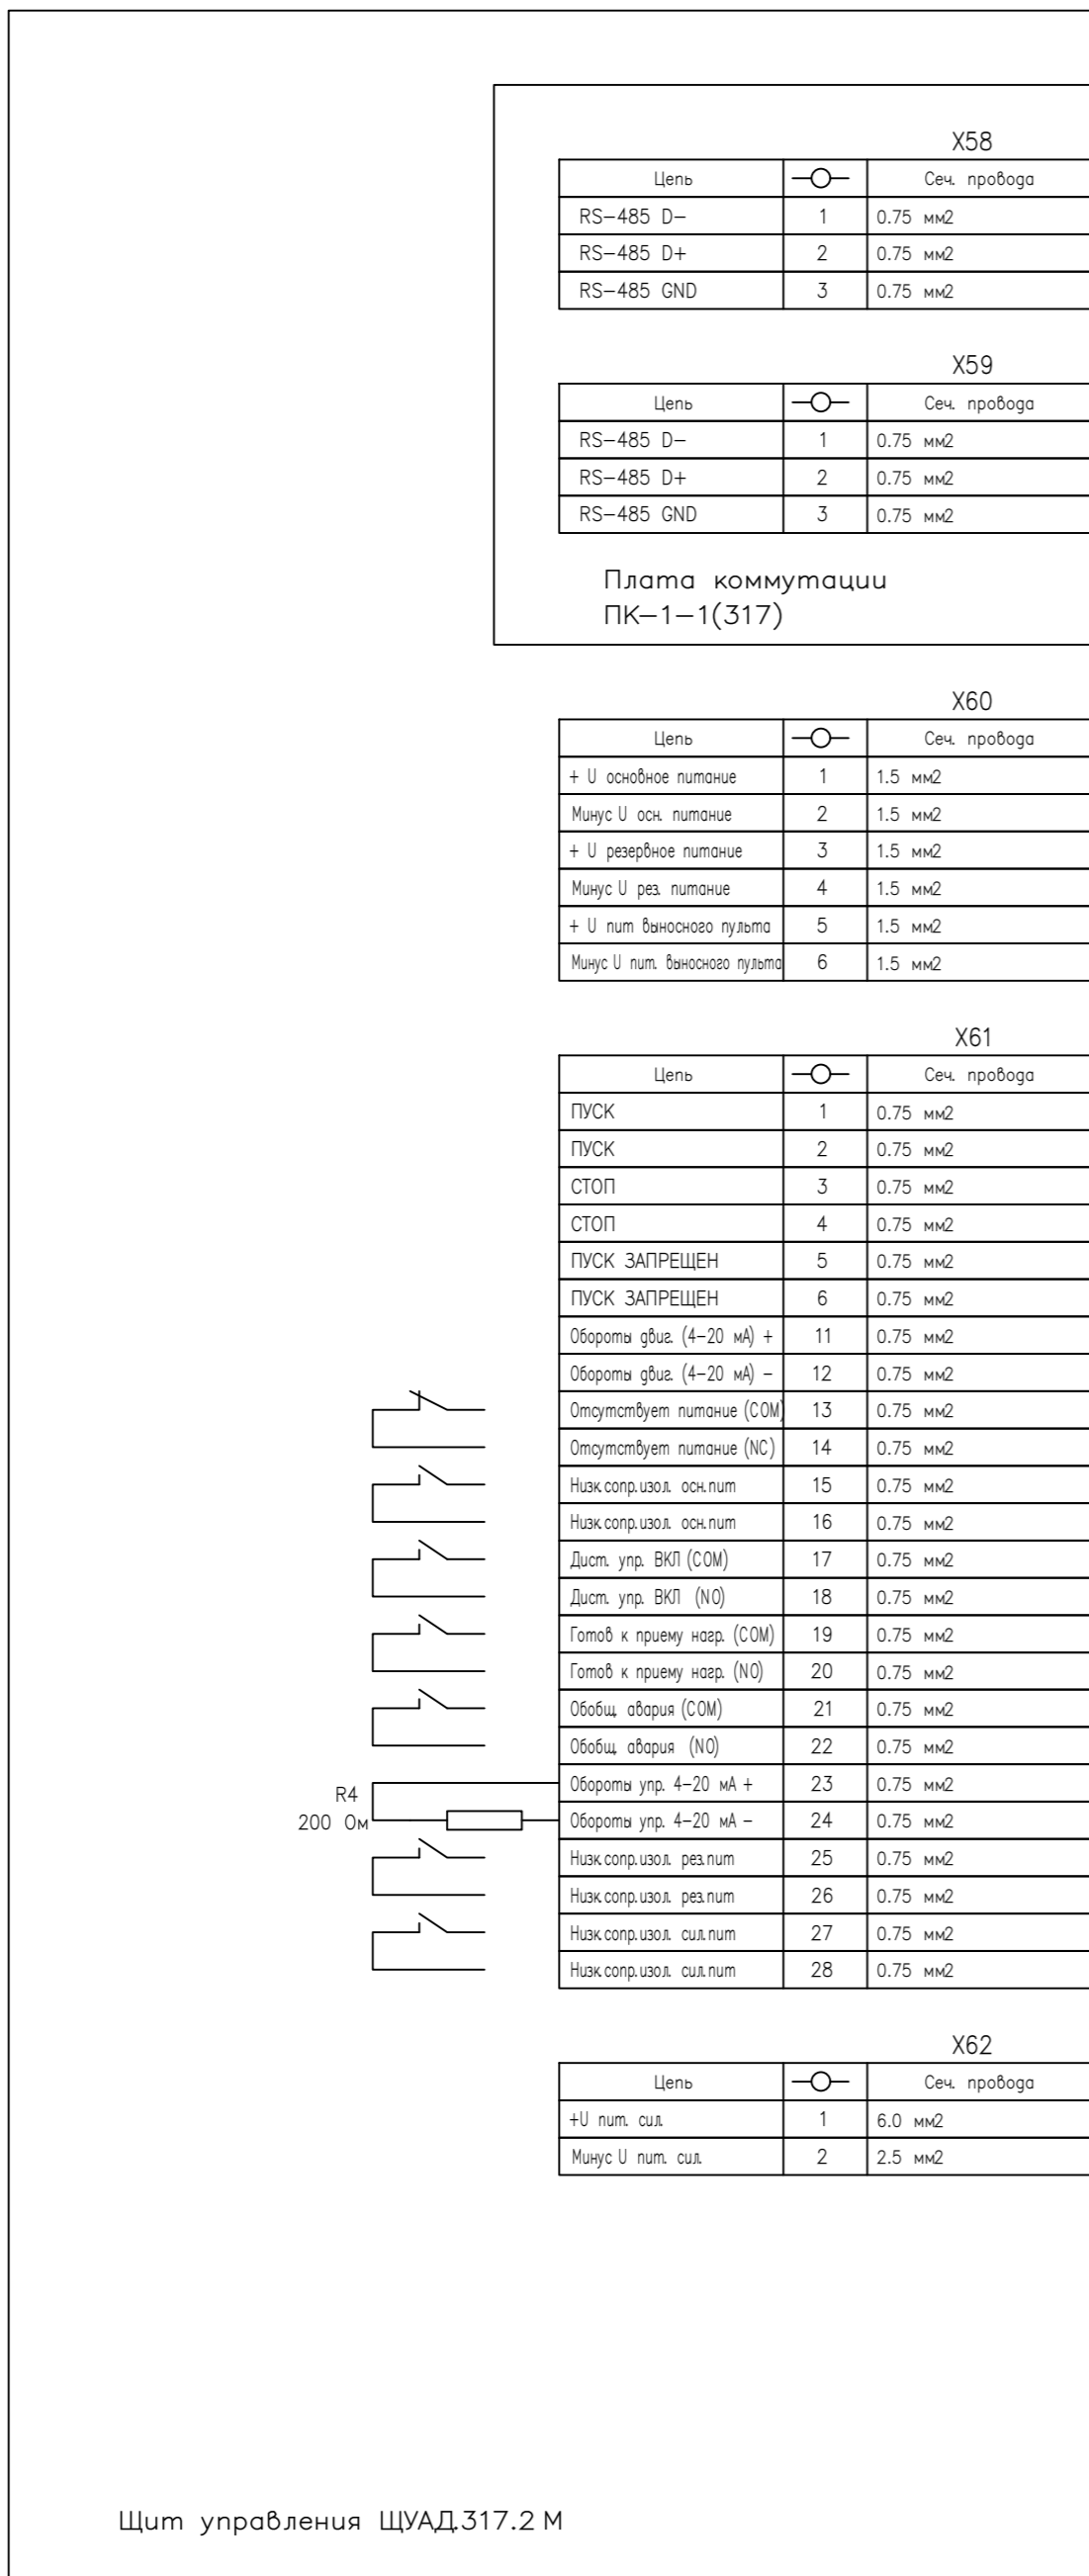 X58
Цепь Сеч. провода
RS-485 D- 1 0.75 мм2
RS-485 D+ 2 0.75 мм2
RS-485 GND 3 0.75 мм2
X59
Цепь Сеч. провода
RS-485 D- 1 0.75 мм2
RS-485 D+ 2 0.75 мм2
RS-485 GND 3 0.75 мм2
Плата коммутации
ПК-1-1(317)
X60
Цепь Сеч. провода
+ U основное питание 1 1.5 мм2
Минус U осн. питание 2 1.5 мм2
+ U резервное питание 3 1.5 мм2
Минус U рез. питание 4 1.5 мм2
+ U пит выносного пульта 5 1.5 мм2
Минус U пит. выносного пульта 6 1.5 мм2
X61
Цепь Сеч. провода
ПУСК 1 0.75 мм2
ПУСК 2 0.75 мм2
СТОП 3 0.75 мм2
СТОП 4 0.75 мм2
ПУСК ЗАПРЕЩЕН 5 0.75 мм2
ПУСК ЗАПРЕЩЕН 6 0.75 мм2
Обороты двиг. (4-20 мА) + 11 0.75 мм2
Обороты двиг. (4-20 мА) - 12 0.75 мм2
Отсутствует питание (COM) 13 0.75 мм2
Отсутствует питание (NC) 14 0.75 мм2
Низк.сопр.изол. осн.пит 15 0.75 мм2
Низк.сопр.изол. осн.пит 16 0.75 мм2
Дист. упр. ВКЛ (COM) 17 0.75 мм2
Дист. упр. ВКЛ (NO) 18 0.75 мм2
Готов к приему нагр. (COM) 19 0.75 мм2
Готов к приему нагр. (NO) 20 0.75 мм2
Обобщ. авария (COM) 21 0.75 мм2
Обобщ. авария (NO) 22 0.75 мм2
R4 Обороты упр. 4-20 мА + 23 0.75 мм2
200 Ом Обороты упр. 4-20 мА - 24 0.75 мм2
Низк.сопр.изол. рез.пит 25 0.75 мм2
Низк.сопр.изол. рез.пит 26 0.75 мм2
Низк.сопр.изол. сил.пит 27 0.75 мм2
Низк.сопр.изол. сил.пит 28 0.75 мм2
X62
Цепь Сеч. провода
+U пит. сил. 1 6.0 мм2
Минус U пит. сил. 2 2.5 мм2
Щит управления ЩУАД.317.2 М